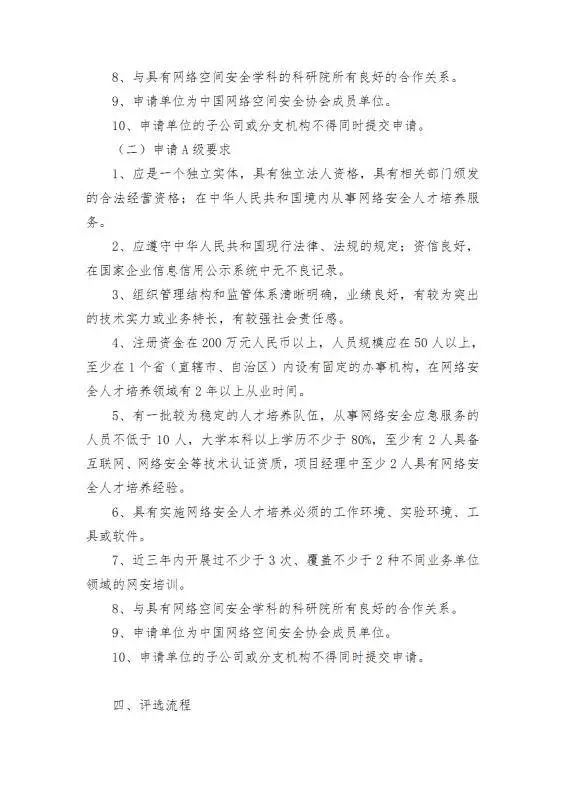 8、与具有网络空间安全学科的科研院所有良好的合作关系。
9、申请单位为中国网络空间安全协会成员单位。
10、申请单位的子公司或分支机构不得同时提交申请。
（二）申请A级要求
1、应是一个独立实体，具有独立法人资格，具有相关部门颁发
的合法经营资格；在中华人民共和国境内从事网络安全人才培养服
务。
2、应遵守中华人民共和国现行法律、法规的规定；资信良好，
在国家企业信息信用公示系统中无不良记录。
3、组织管理结构和监管体系清晰明确，业绩良好，有较为突出
的技术实力或业务特长，有较强社会责任感。
4、注册资金在200万元人民币以上，人员规模应在50人以上，
至少在1个省（直辖市、自治区）内设有固定的办事机构，在网络安
全人才培养领域有2年以上从业时间。
5、有一批较为稳定的人才培养队伍，从事网络安全应急服务的
人员不低于10人，大学本科以上学历不少于80%，至少有2人具备
互联网、网络安全等技术认证资质，项目经理中至少2人具有网络安
全人才培养经验。
6、具有实施网络安全人才培养必须的工作环境、实验环境、工
具或软件。
7、近三年内开展过不少于3次、覆盖不少于2种不同业务单位
领域的网安培训。
8、与具有网络空间安全学科的科研院所有良好的合作关系。
9、申请单位为中国网络空间安全协会成员单位。
10、申请单位的子公司或分支机构不得同时提交申请。
四、评选流程